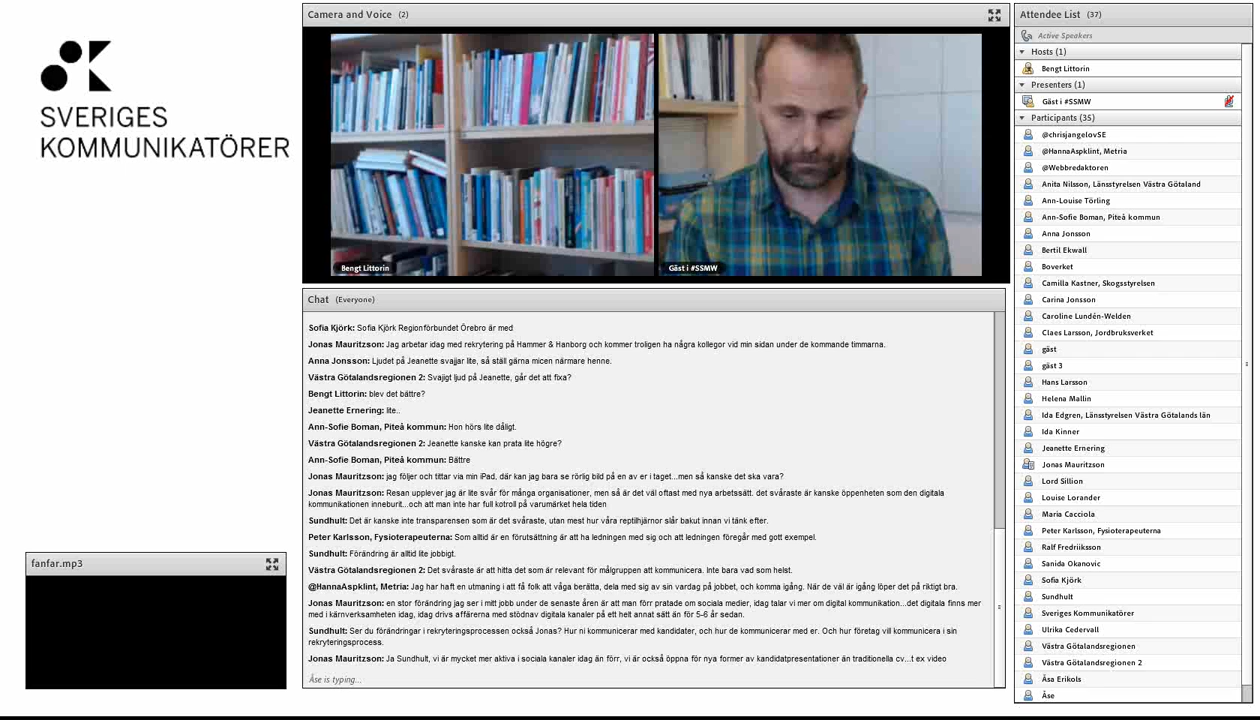 SVERIGES
KOMMUNIKATÖRER
Camera and Voice (2)
Bengt Littorin
Gäst i #SSMW
Chat (Everyone)
Sofia Kjörk: Sofia Kjörk Regionförbundet Örebro är med
Jonas Mauritzson: Jag arbetar idag med rekrytering på Hammer & Hanborg och kommer troligen ha några kollegor vid min sidan under de kommande timmarna.
Anna Jonsson: Ljudet på Jeanette svajjar lite, så ställ gärna micen närmare henne.
Västra Götalandsregionen 2: Svajigt ljud på Jeanette, går det att fixa?
Bengt Littorin: blev det bättre?
Jeanette Ernering: lite..
Ann-Sofie Boman, Piteå kommun: Hon hörs lite dåligt.
Västra Götalandsregionen 2: Jeanette kanske kan prata lite högre?
Ann-Sofie Boman, Piteå kommun: Bättre
Jonas Mauritzson: jag följer och tittar via min iPad, där kan jag bara se rörlig bild på en av er i taget...men så kanske det ska vara?
Jonas Mauritzson: Resan upplever jag är lite svår för många organisationer, men så är det väl oftast med nya arbetssätt. det svåraste är kanske öppenheten som den digitala
kommunikationen inneburit...och att man inte har full kotroll på varumärket hela tiden
Sundhult: Det är kanske inte transparensen som är det svåraste, utan mest hur våra reptilhjärnor slår bakut innan vi tänk efter.
Peter Karlsson, Fysioterapeuterna: Som alltid är en förutsättning är att ha ledningen med sig och att ledningen föregår med gott exempel.
Sundhult: Förändring är alltid lite jobbigt.
Västra Götalandsregionen 2: Det svåraste är att hitta det som är relevant för målgruppen att kommunicera. Inte bara vad som helst.
@HannaAspklint, Metria: Jag har haft en utmaning i att få folk att våga berätta, dela med sig av sin vardag på jobbet, och komma igång. När de väl är igång löper det på riktigt bra.
Jonas Mauritzson: en stor förändring jag ser i mitt jobb under de senaste åren är att man förr pratade om sociala medier, idag talar vi mer om digital kommunikation...det digitala finns mer
med i kärnverksamheten idag, idag drivs affärerna med stödnav digitala kanaler på ett helt annat sätt än för 5-6 år sedan.
Sundhult: Ser du förändringar i rekryteringsprocessen också Jonas? Hur ni kommunicerar med kandidater, och hur de kommunicerar med er. Och hur företag vill kommunicera i sin
rekryteringsprocess.
Jonas Mauritzson: Ja Sundhult, vi är mycket mer aktiva i sociala kanaler idag än förr, vi är också öppna för nya former av kandidatpresentationer än traditionella cv...t ex video
Åse is typing...
fanfar.mp3
Attendee List (37)
Active Speakers
Hosts (1)
Bengt Littorin
Presenters (1)
Gäst i #SSMW
Participants (35)
@chrisjangelovSE
@HannaAspklint, Metria
@Webbredaktoren
Anita Nilsson, Länsstyrelsen Västra Götaland
Ann-Louise Törling
Ann-Sofie Boman, Piteå kommun
Anna Jonsson
Bertil Ekwall
Boverket
Camilla Kastner, Skogsstyrelsen
Carina Jonsson
Caroline Lundén-Welden
Claes Larsson, Jordbruksverket
gäst
gäst 3
Hans Larsson
Helena Mallin
Ida Edgren, Länsstyrelsen Västra Götalands län
Ida Kinner
Jeanette Ernering
Jonas Mauritzson
Lord Sillion
Louise Lorander
Maria Cacciola
Peter Karlsson, Fysioterapeuterna
Ralf Fredriiksson
Sanida Okanovic
Sofia Kjörk
Sundhult
Sveriges Kommunikatörer
Ulrika Cedervall
Västra Götalandsregionen
Västra Götalandsregionen 2
Åsa Erikols
Åse